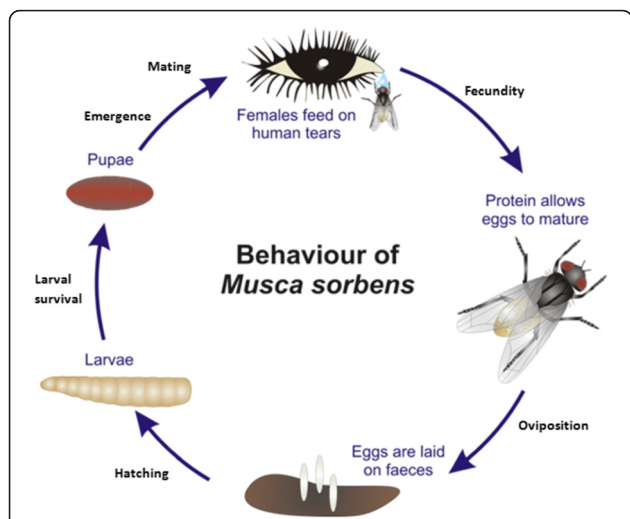 Mating
Emergence
Females feed on
human tears
Fecundity
Pupae
Protein allows
eggs to mature
Behaviour of
Musca sorbens
Larval
survival
Larvae
Oviposition
Eggs are laid
on faeces
Hatching